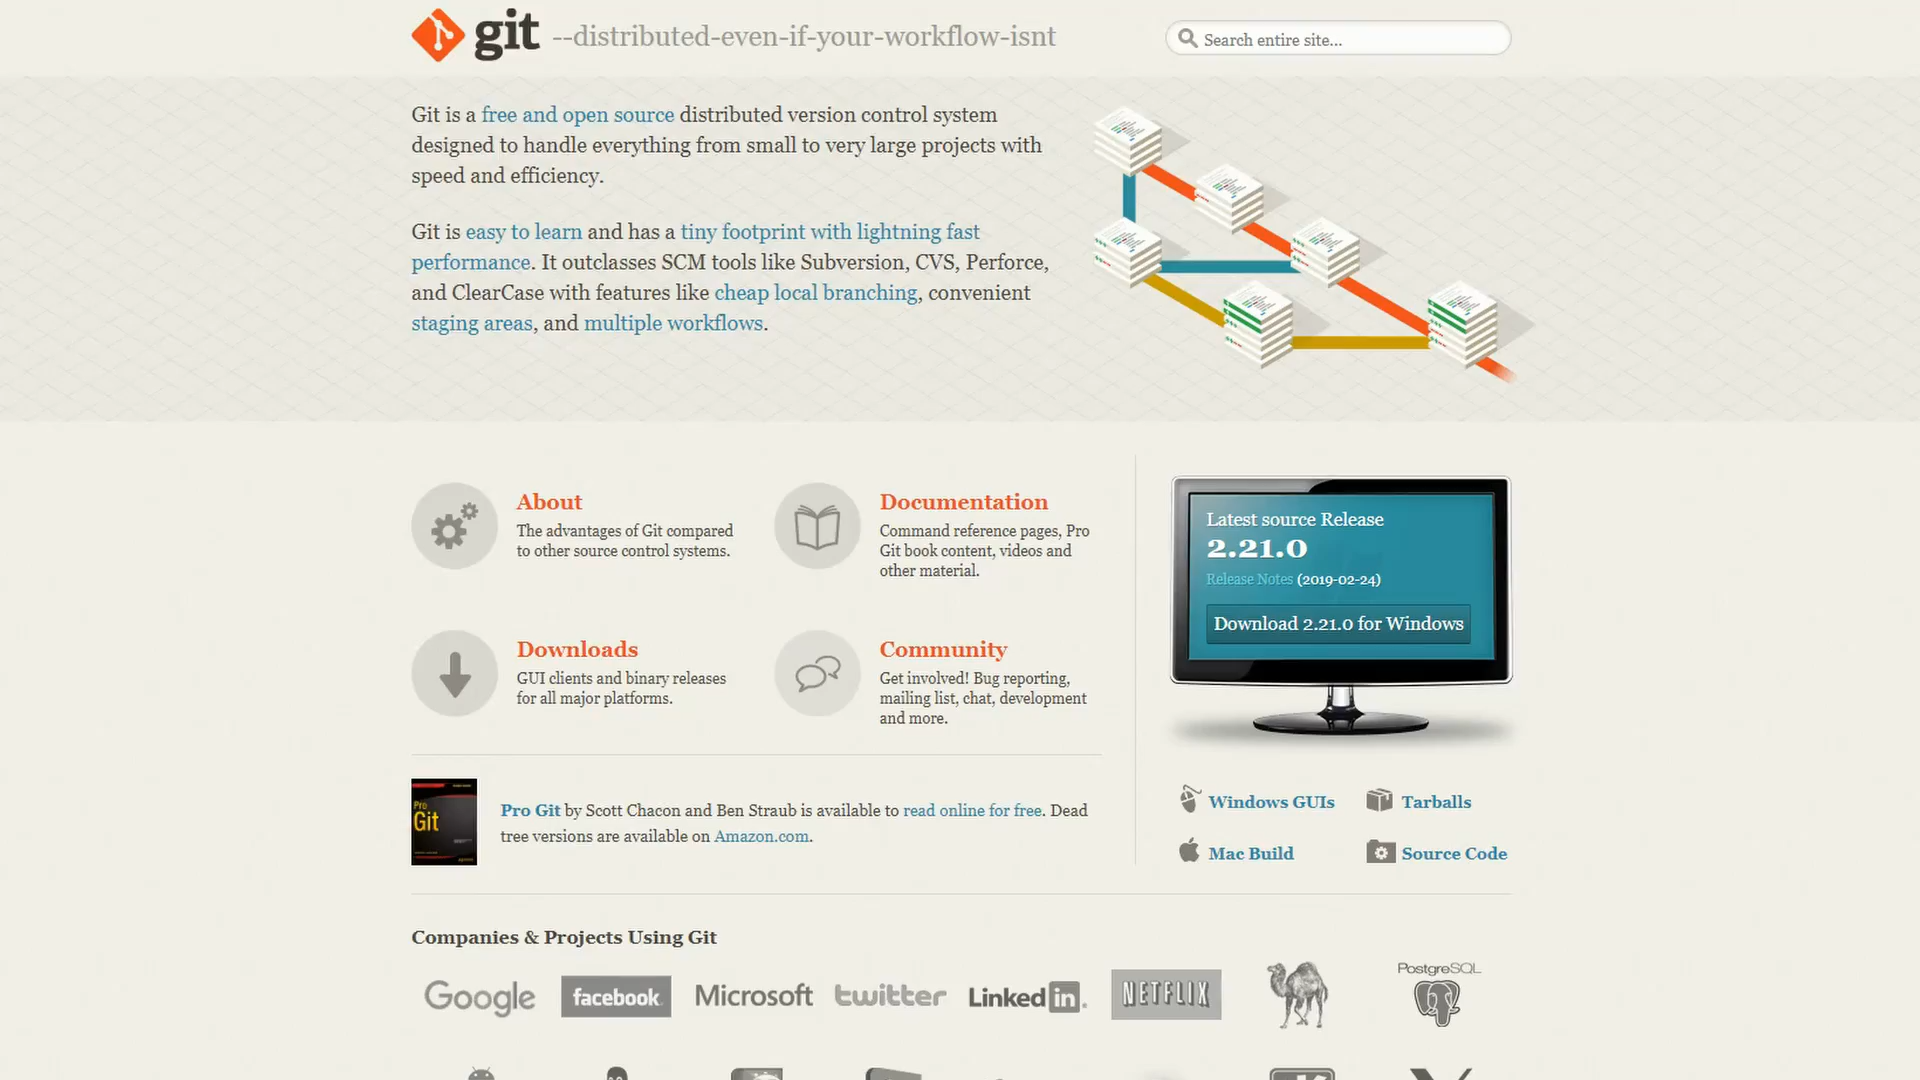 git --distributed-even-if-your-workflow-isnt
Search entire site...
Git is a free and open source distributed version control system
designed to handle everything from small to very large projects with
speed and efficiency.
Git is easy to learn and has a tiny footprint with lightning fast
performance. It outclasses SCM tools like Subversion, CVS, Perforce,
and ClearCase with features like cheap local branching, convenient
staging areas, and multiple workflows.
About
The advantages of Git compared
to other source control systems.
Documentation
Command reference pages, Pro
Git book content, videos and
other material.
Downloads
GUI clients and binary releases
for all major platforms.
Community
Get involved! Bug reporting,
mailing list, chat, development
and more.
Latest source Release
2.21.0
Release Notes (2019-02-24)
Download 2.21.0 for Windows
Windows GUIs
Tarballs
Mac Build
Source Code
Pro
Git
Pro Git by Scott Chacon and Ben Straub is available to read online for free. Dead
tree versions are available on Amazon.com.
Companies & Projects Using Git
Google facebook Microsoft twitter Linked in NETFLIX PostgreSQL